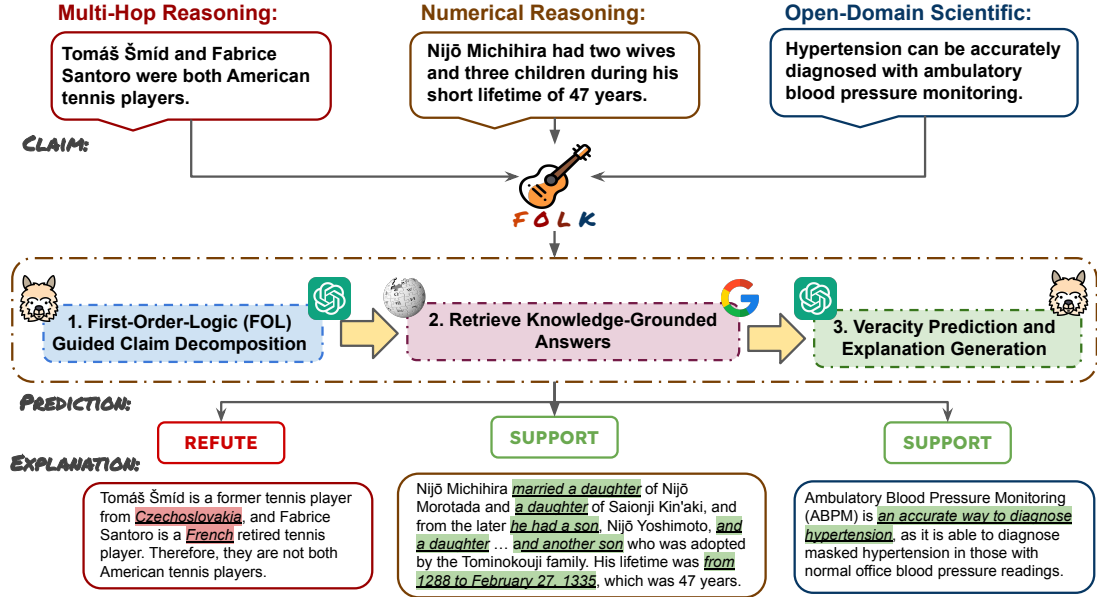 Multi-Hop Reasoning:
Numerical Reasoning:
Open-Domain Scientific:
Tomáš Šmíd and Fabrice
Santoro were both American
tennis players.
Nijō Michihira had two wives
and three children during his
short lifetime of 47 years.
Hypertension can be accurately
diagnosed with ambulatory
blood pressure monitoring.
CLAIM:
FOLK
1. First-Order-Logic (FOL)
Guided Claim Decomposition
2. Retrieve Knowledge-Grounded
Answers
3. Veracity Prediction and
Explanation Generation
PREDICTION:
REFUTE
SUPPORT
SUPPORT
EXPLANATION:
Tomáš Šmíd is a former tennis player
from Czechoslovakia, and Fabrice
Santoro is a French retired tennis
player. Therefore, they are not both
American tennis players.
Nijō Michihira married a daughter of Nijō
Morotada and a daughter of Saionji Kin'aki, and
from the later he had a son, Nijō Yoshimoto, and
a daughter … and another son who was adopted
by the Tominokouji family. His lifetime was from
1288 to February 27, 1335, which was 47 years.
Ambulatory Blood Pressure Monitoring
(ABPM) is an accurate way to diagnose
hypertension, as it is able to diagnose
masked hypertension in those with
normal office blood pressure readings.